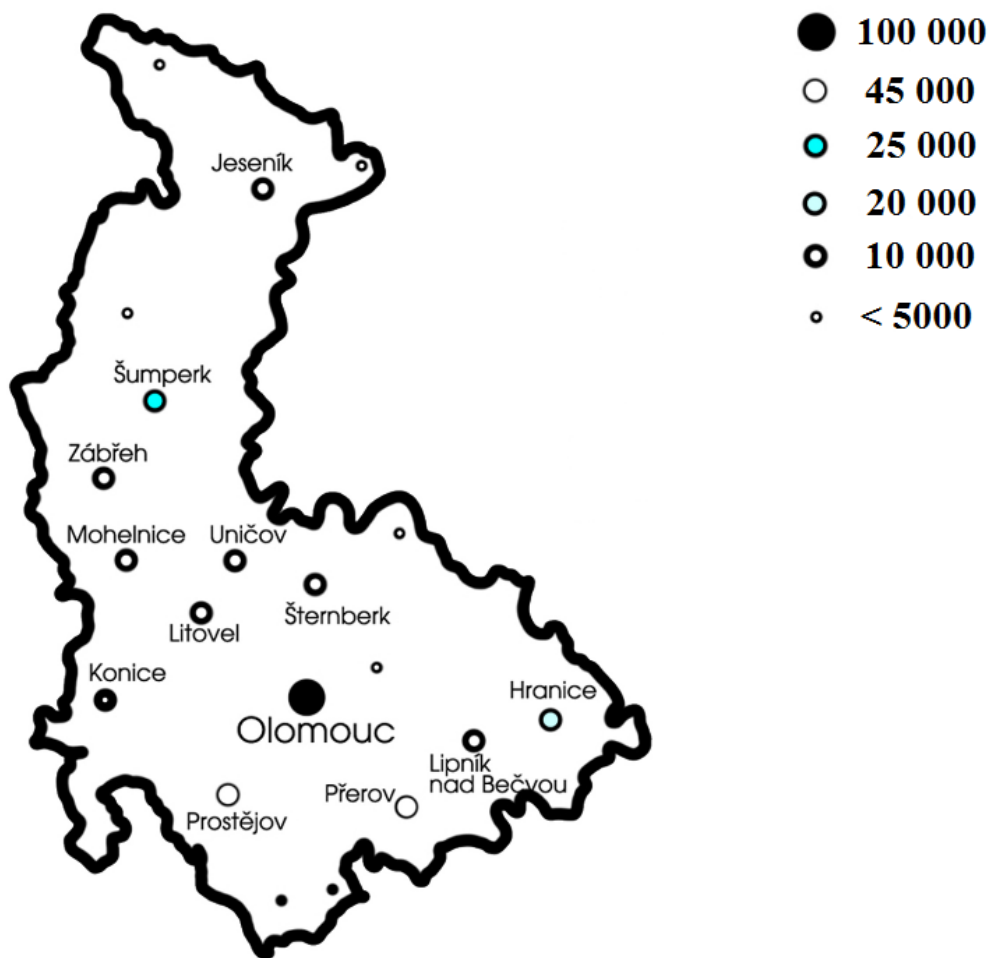 100 000
45 000
25 000
20 000
10 000
< 5000
Jeseník
Šumperk
Zábřeh
Mohelnice
Uničov
Šternberk
Litovel
Konice
Hranice
Olomouc
Lipník
nad Bečvou
Přerov
Prostějov